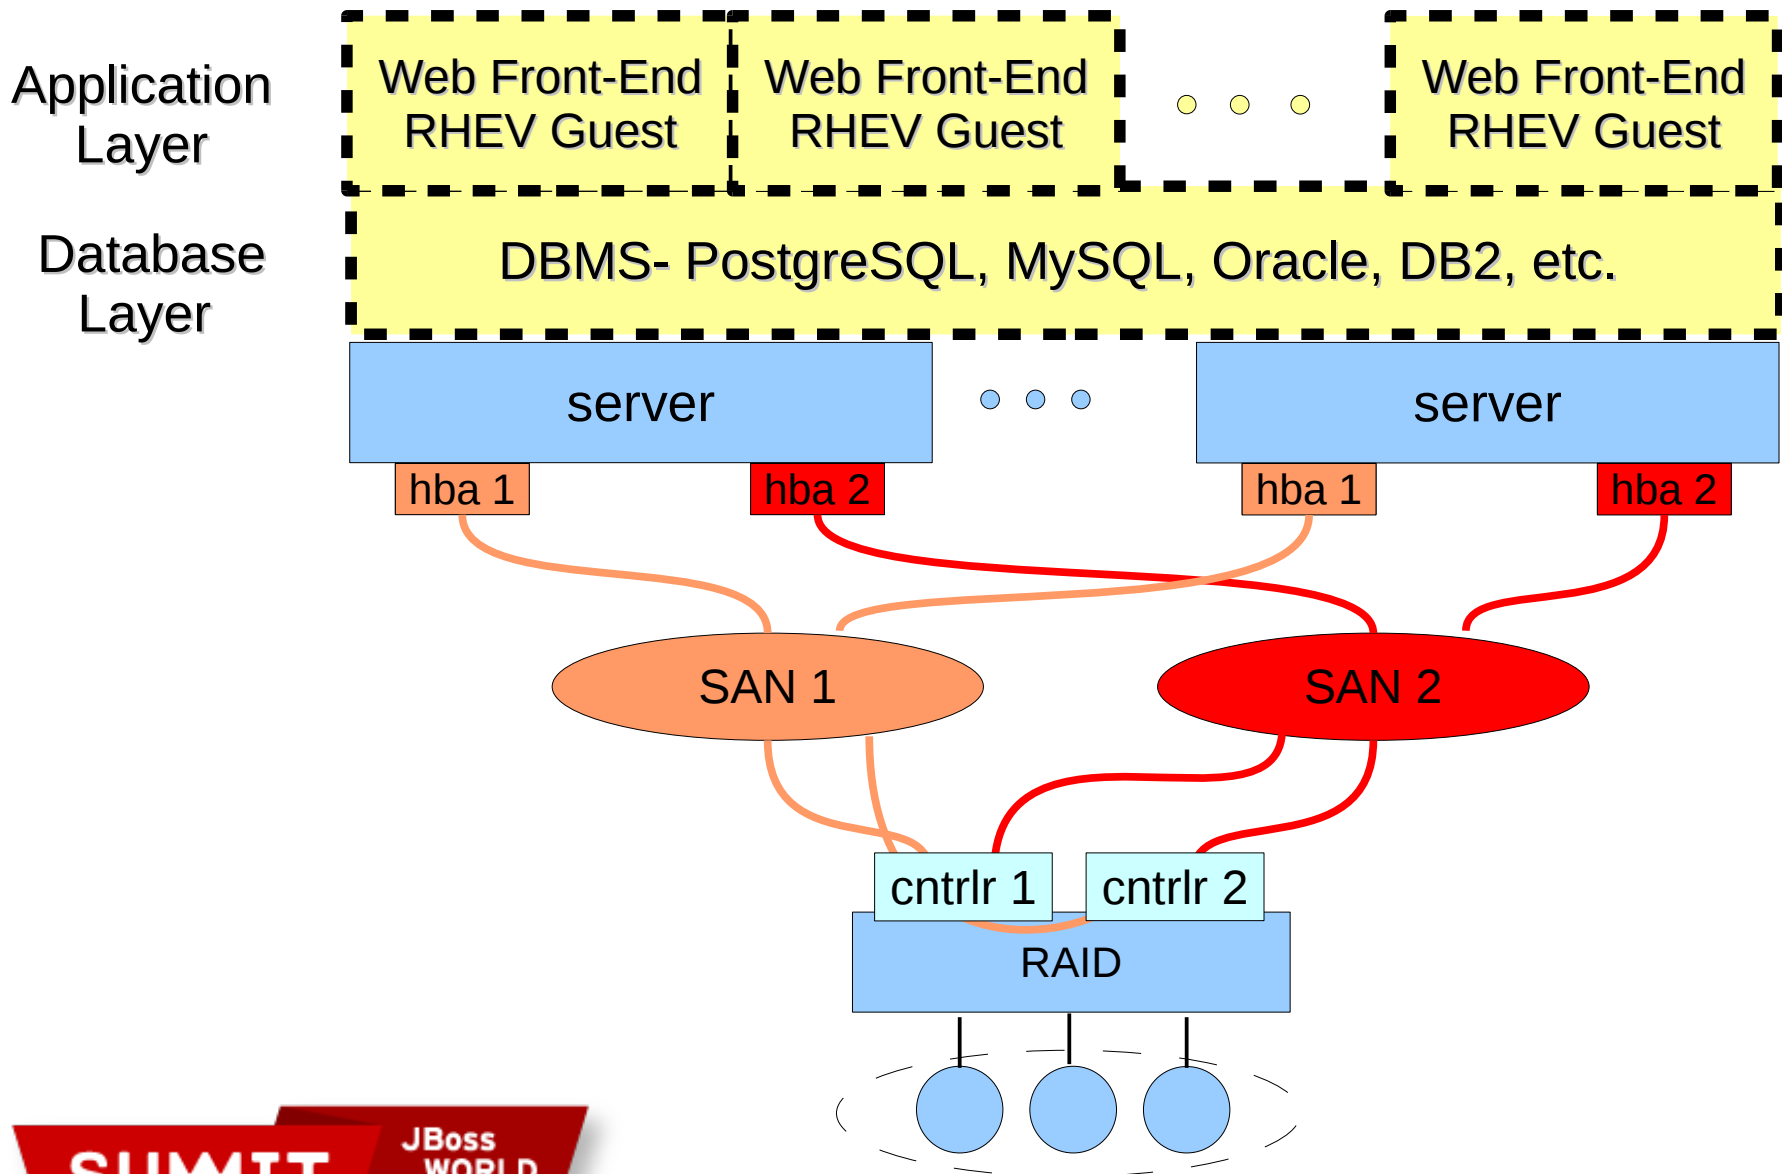 Application
Layer
Web Front-End
RHEV Guest
Web Front-End
RHEV Guest
Web Front-End
RHEV Guest
Database
Layer
DBMS- PostgreSQL, MySQL, Oracle, DB2, etc.
server
server
hba 1
hba 2
hba 1
hba 2
SAN 1
SAN 2
cntrlr 1
cntrlr 2
RAID
SUMMIT
JBoss
WORLD